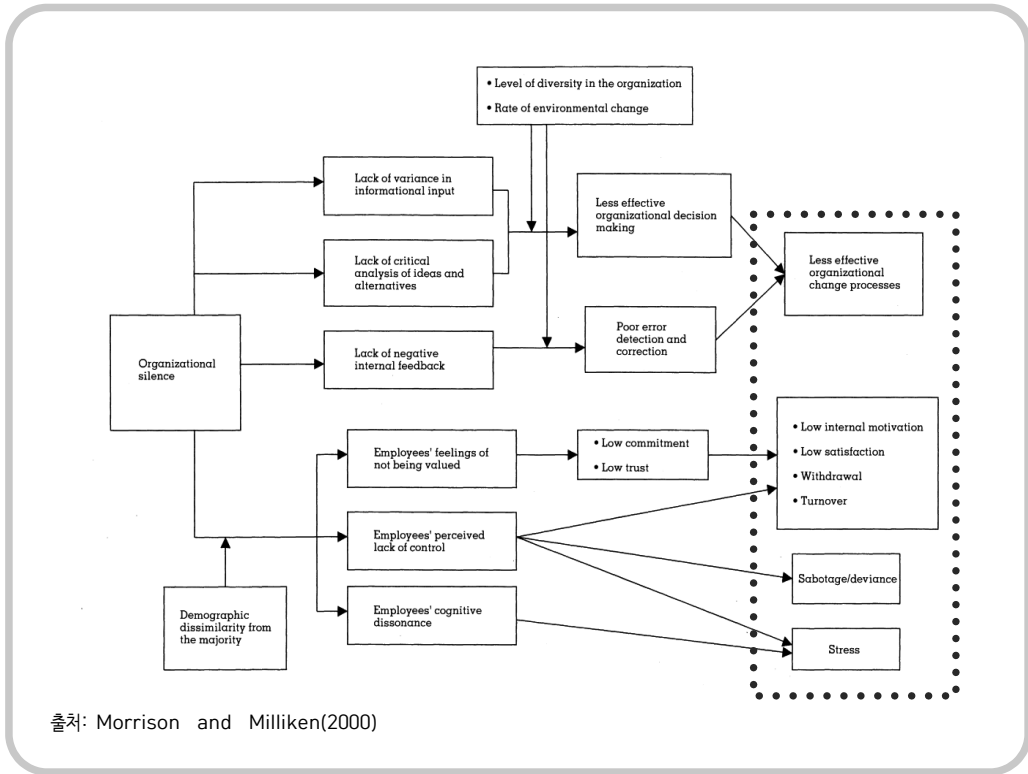 • Level of diversity in the organization
• Rate of environmental change
Lack of variance in
informational input
Less effective
organizational decision
making
Lack of critical
analysis of ideas and
alternatives
Less effective
organizational
change processes
Organizational
silence
Lack of negative
internal feedback
Poor error
detection and
correction
Employees' feelings of
not being valued
• Low commitment
• Low trust
• Low internal motivation
• Low satisfaction
• Withdrawal
• Turnover
Employees' perceived
lack of control
Sabotage/deviance
Demographic
dissimilarity from
the majority
Employees' cognitive
dissonance
Stress
출처: Morrison and Milliken(2000)